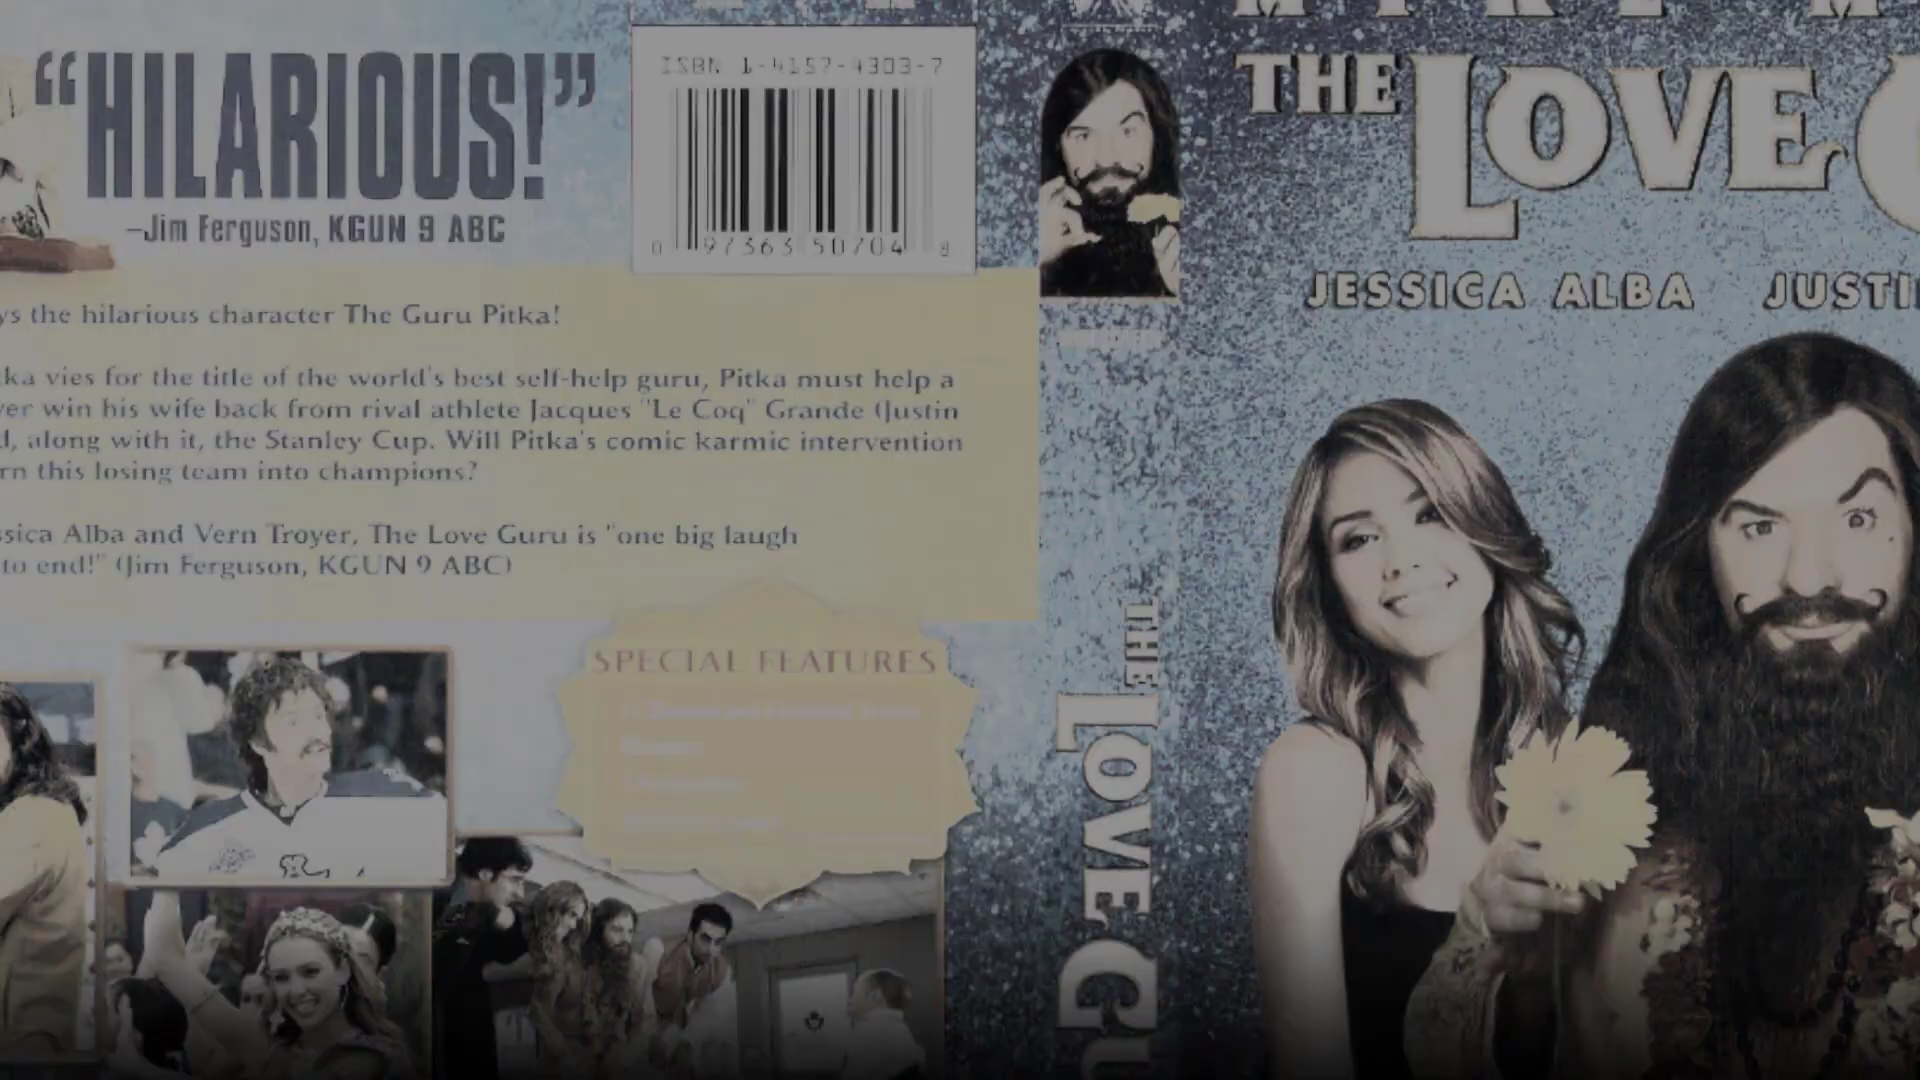 "HILARIOUS!"
–Jim Ferguson, KGUN 9 ABC
ISBN 1-4157-4303-7
0 97363 50704 8
ys the hilarious character The Guru Pitka!
ka vies for the title of the world's best self-help guru, Pitka must help a
yer win his wife back from rival athlete Jacques "Le Coq" Grande (Justin
d, along with it, the Stanley Cup. Will Pitka's comic karmic intervention
rn this losing team into champions?
ssica Alba and Vern Troyer, The Love Guru is "one big laugh
to end!" (Jim Ferguson, KGUN 9 ABC)
SPECIAL FEATURES
THE LOVE GU
THE LOVE
JESSICA ALBA JUSTI